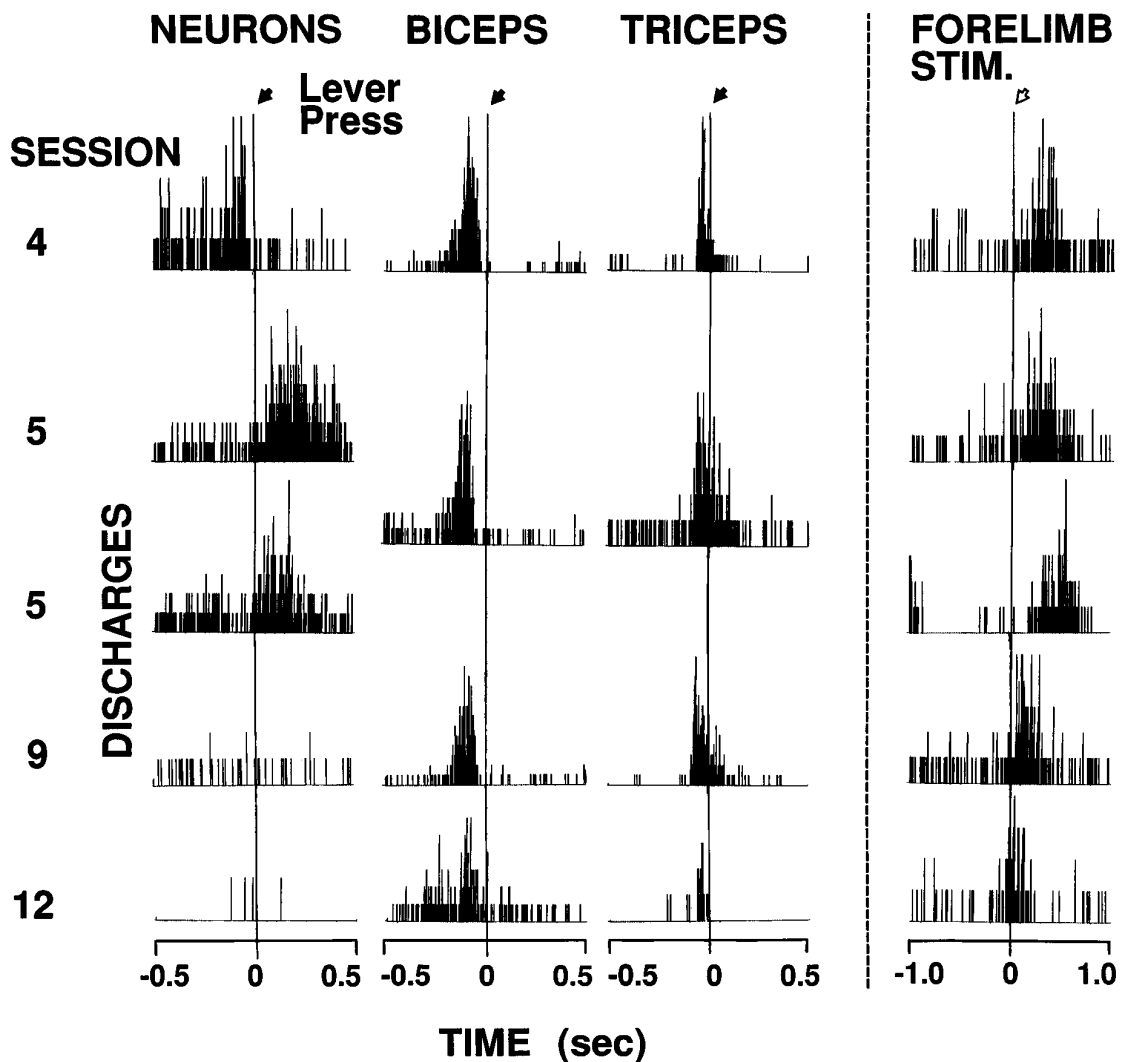 NEURONS BICEPS TRICEPS FORELIMB
STIM.
Lever
Press
SESSION
4
5
5
9
12
DISCHARGES
-0.5 0 0.5 -0.5 0 0.5 -0.5 0 0.5 -1.0 0 1.0
TIME (sec)